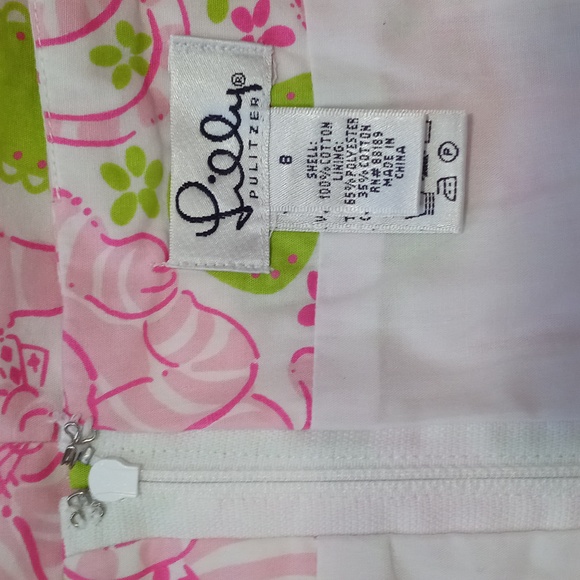 Lilly®
PULITZER
8
SHELL:
100%COTTON
LINING:
65%POLYESTER
35%COTTON
RN#88189
MADE IN
CHINA
P